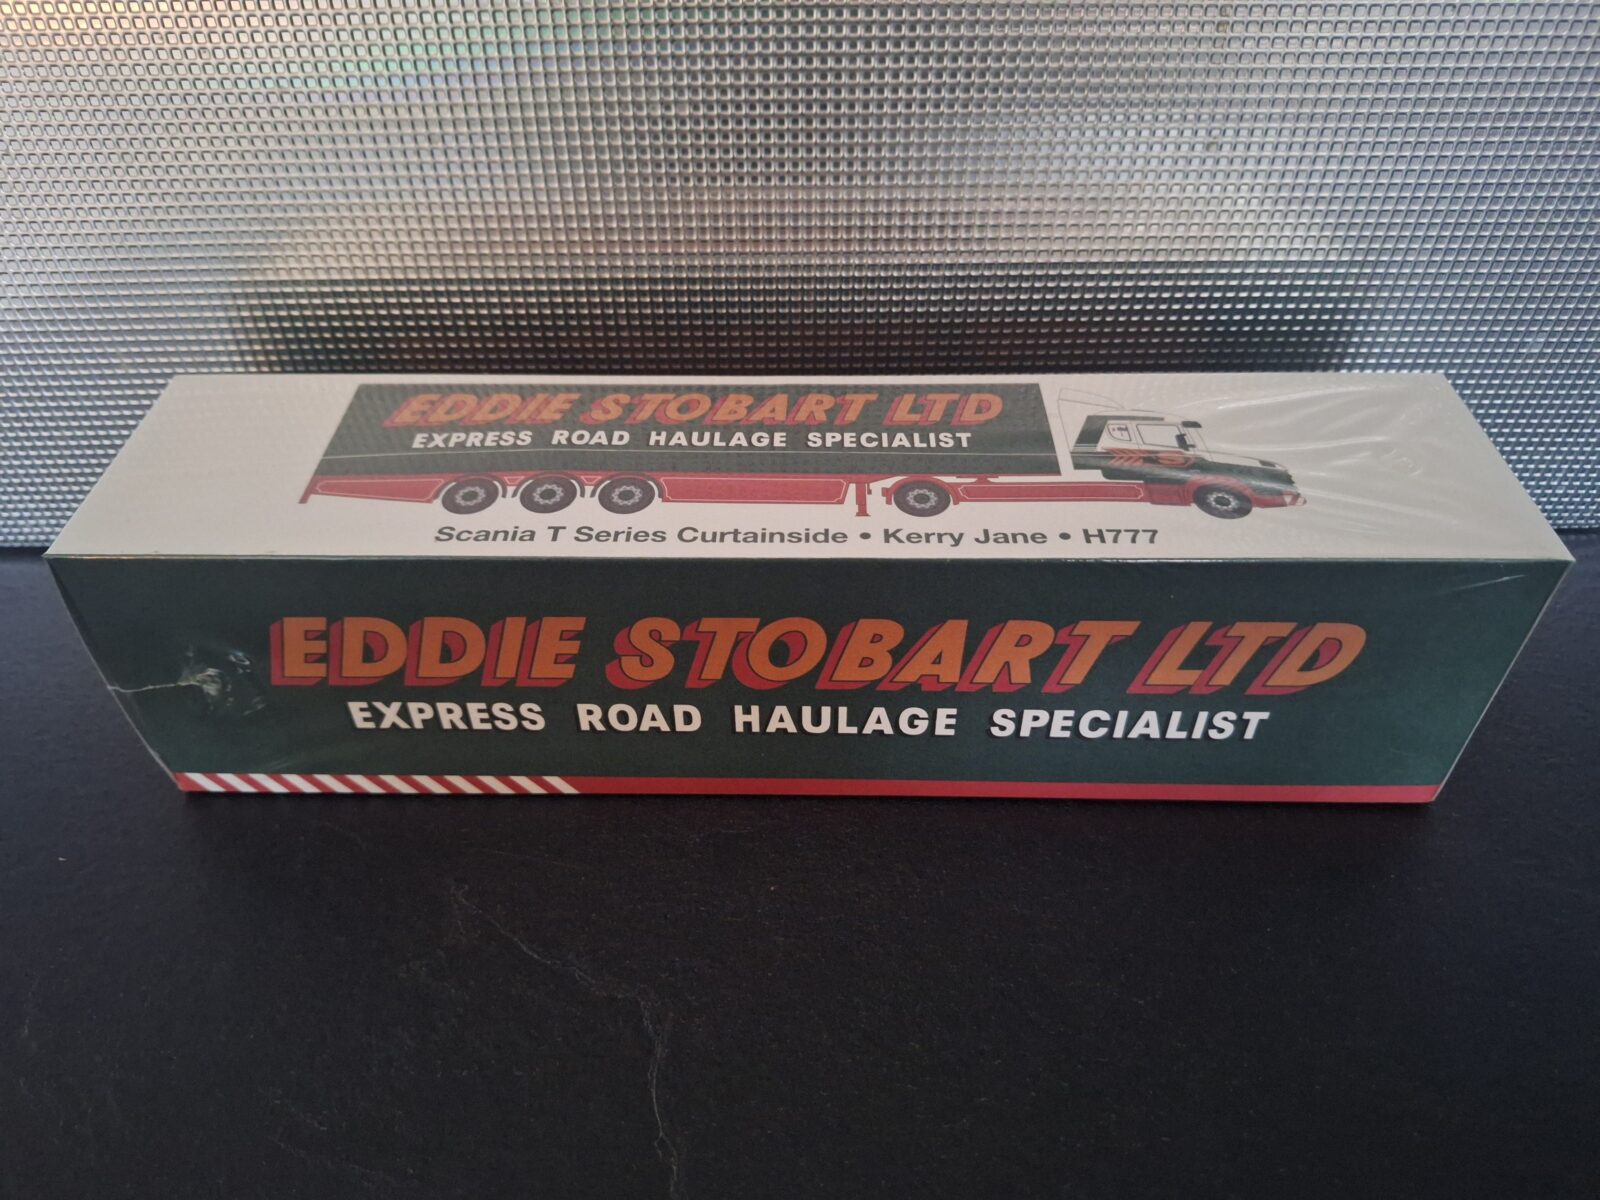 EDDIE STOBART LTD
EXPRESS ROAD HAULAGE SPECIALIST
Scania T Series Curtainside • Kerry Jane • H777
EDDIE STOBART LTD
EXPRESS ROAD HAULAGE SPECIALIST